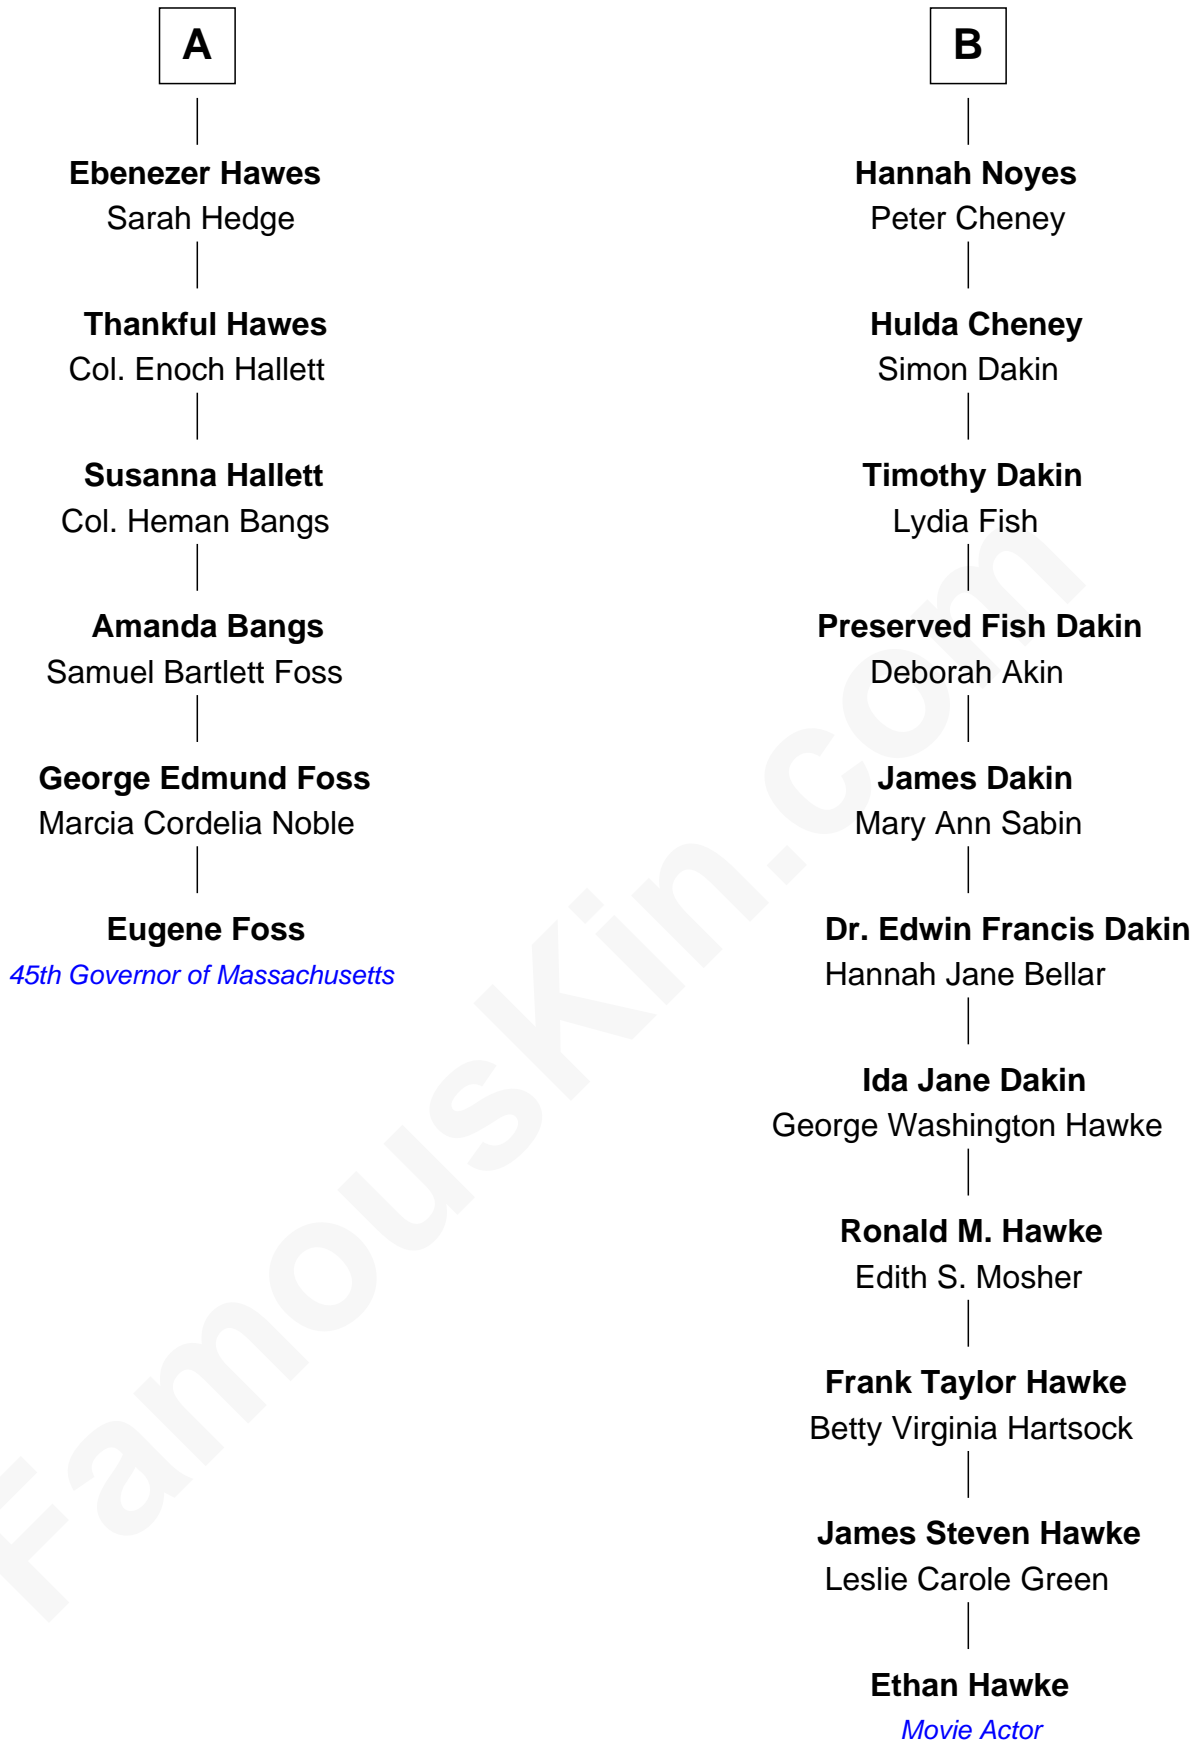 A
Ebenezer Hawes
Sarah Hedge
Thankful Hawes
Col. Enoch Hallett
Susanna Hallett
Col. Heman Bangs
Amanda Bangs
Samuel Bartlett Foss
George Edmund Foss
Marcia Cordelia Noble
Eugene Foss
45th Governor of Massachusetts
B
Hannah Noyes
Peter Cheney
Hulda Cheney
Simon Dakin
Timothy Dakin
Lydia Fish
Preserved Fish Dakin
Deborah Akin
James Dakin
Mary Ann Sabin
Dr. Edwin Francis Dakin
Hannah Jane Bellar
Ida Jane Dakin
George Washington Hawke
Ronald M. Hawke
Edith S. Mosher
Frank Taylor Hawke
Betty Virginia Hartsock
James Steven Hawke
Leslie Carole Green
Ethan Hawke
Movie Actor
FamousKin.com